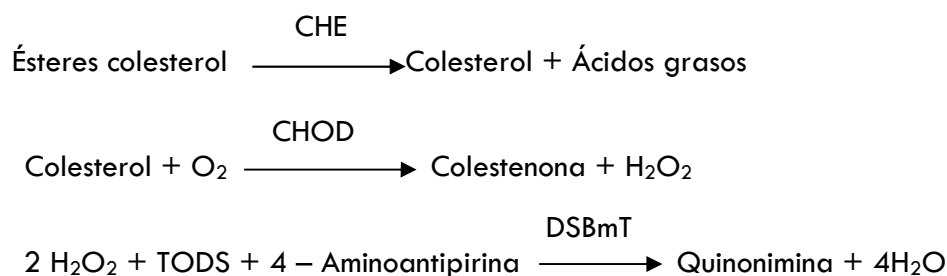 CHE
Ésteres colesterol → Colesterol + Ácidos grasos
CHOD
Colesterol + O₂ → Colestenona + H₂O₂
DSBmT
2 H₂O₂ + TODS + 4 – Aminoantipirina → Quinonimina + 4H₂O